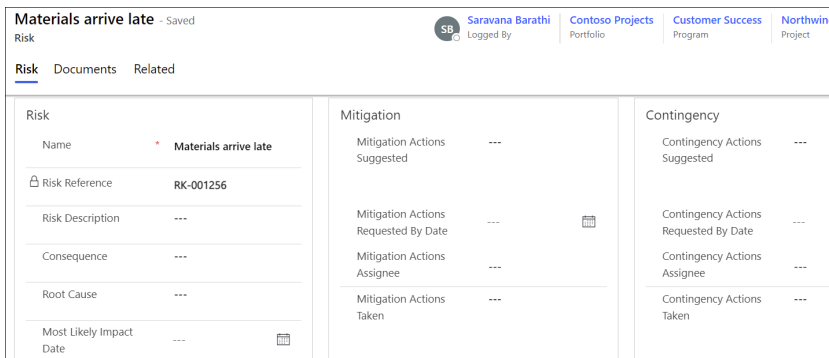 Materials arrive late - Saved
Risk
SB
Saravana Barathi
Logged By
Contoso Projects
Portfolio
Customer Success
Program
Northwin
Project
Risk Documents Related
Risk
Name * Materials arrive late
Risk Reference RK-001256
Risk Description ---
Consequence ---
Root Cause ---
Most Likely Impact
Date ---
Mitigation
Mitigation Actions
Suggested ---
Mitigation Actions
Requested By Date ---
Mitigation Actions
Assignee ---
Mitigation Actions
Taken ---
Contingency
Contingency Actions
Suggested ---
Contingency Actions
Requested By Date ---
Contingency Actions
Assignee ---
Contingency Actions
Taken ---